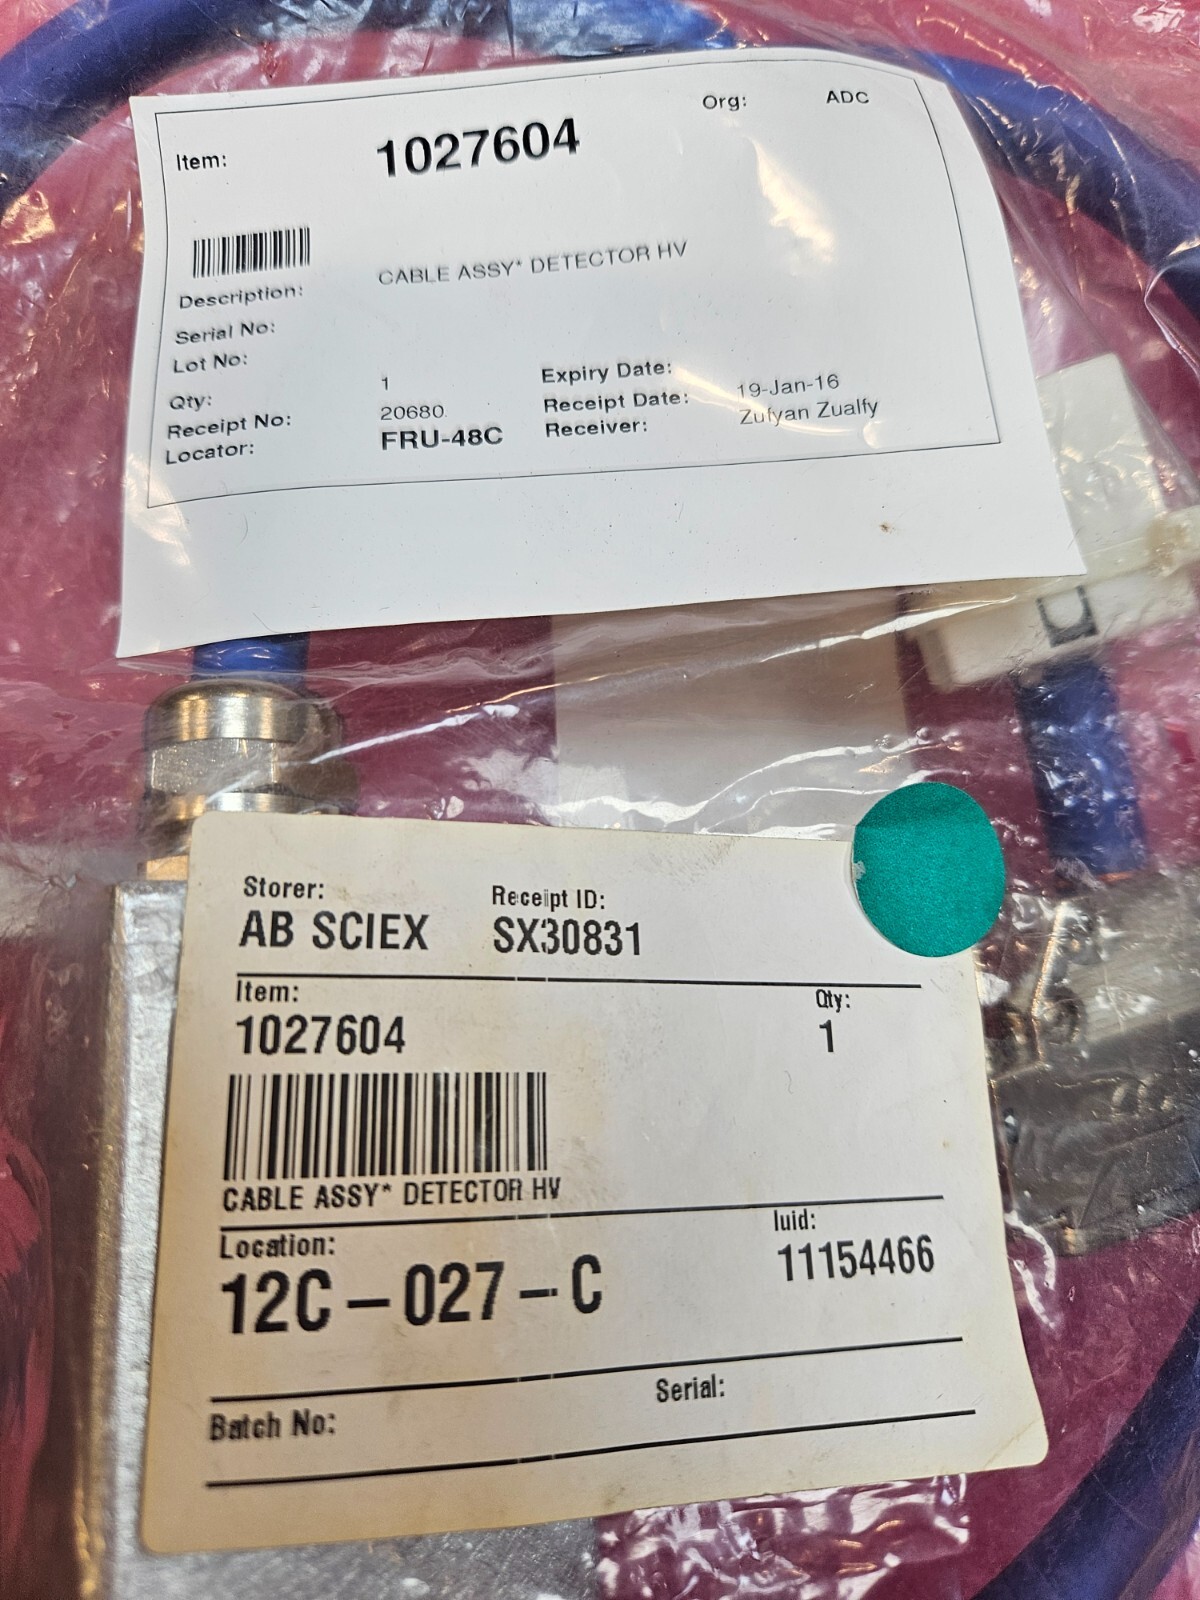 Org: ADC
Item: 1027604
Description: CABLE ASSY* DETECTOR HV
Serial No:
Lot No:
Qty: 1 Expiry Date:
Receipt No: 20680 Receipt Date: 19-Jan-16
Locator: FRU-48C Receiver: Zufyan Zualfy
Storer: Receipt ID:
AB SCIEX SX30831
Item: Qty:
1027604 1
CABLE ASSY* DETECTOR HV
Location: Iuid:
12C-027-C 11154466
Batch No: Serial: